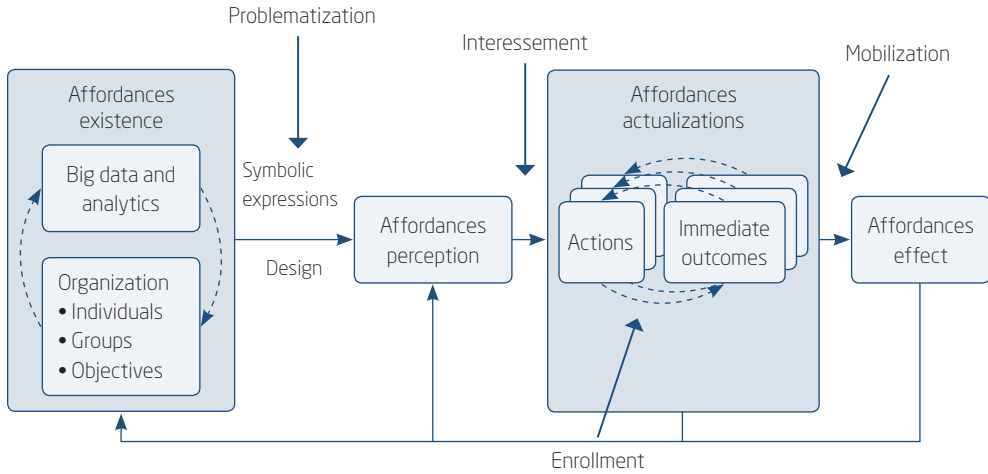 Problematization
Interessement
Mobilization
Affordances
existence
Big data and
analytics
Organization
• Individuals
• Groups
• Objectives
Symbolic
expressions
Design
Affordances
perception
Affordances
actualizations
Actions
Immediate
outcomes
Affordances
effect
Enrollment